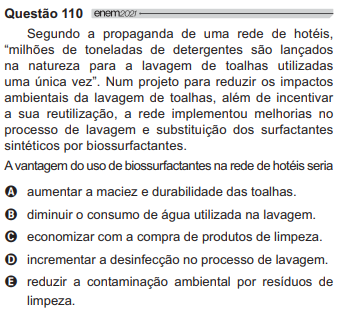 Questão 110 enem2021
Segundo a propaganda de uma rede de hotéis,
“milhões de toneladas de detergentes são lançados
na natureza para a lavagem de toalhas utilizadas
uma única vez”. Num projeto para reduzir os impactos
ambientais da lavagem de toalhas, além de incentivar
a sua reutilização, a rede implementou melhorias no
processo de lavagem e substituição dos surfactantes
sintéticos por biossurfactantes.
A vantagem do uso de biossurfactantes na rede de hotéis seria
A aumentar a maciez e durabilidade das toalhas.
B diminuir o consumo de água utilizada na lavagem.
C economizar com a compra de produtos de limpeza.
D incrementar a desinfecção no processo de lavagem.
E reduzir a contaminação ambiental por resíduos de
limpeza.